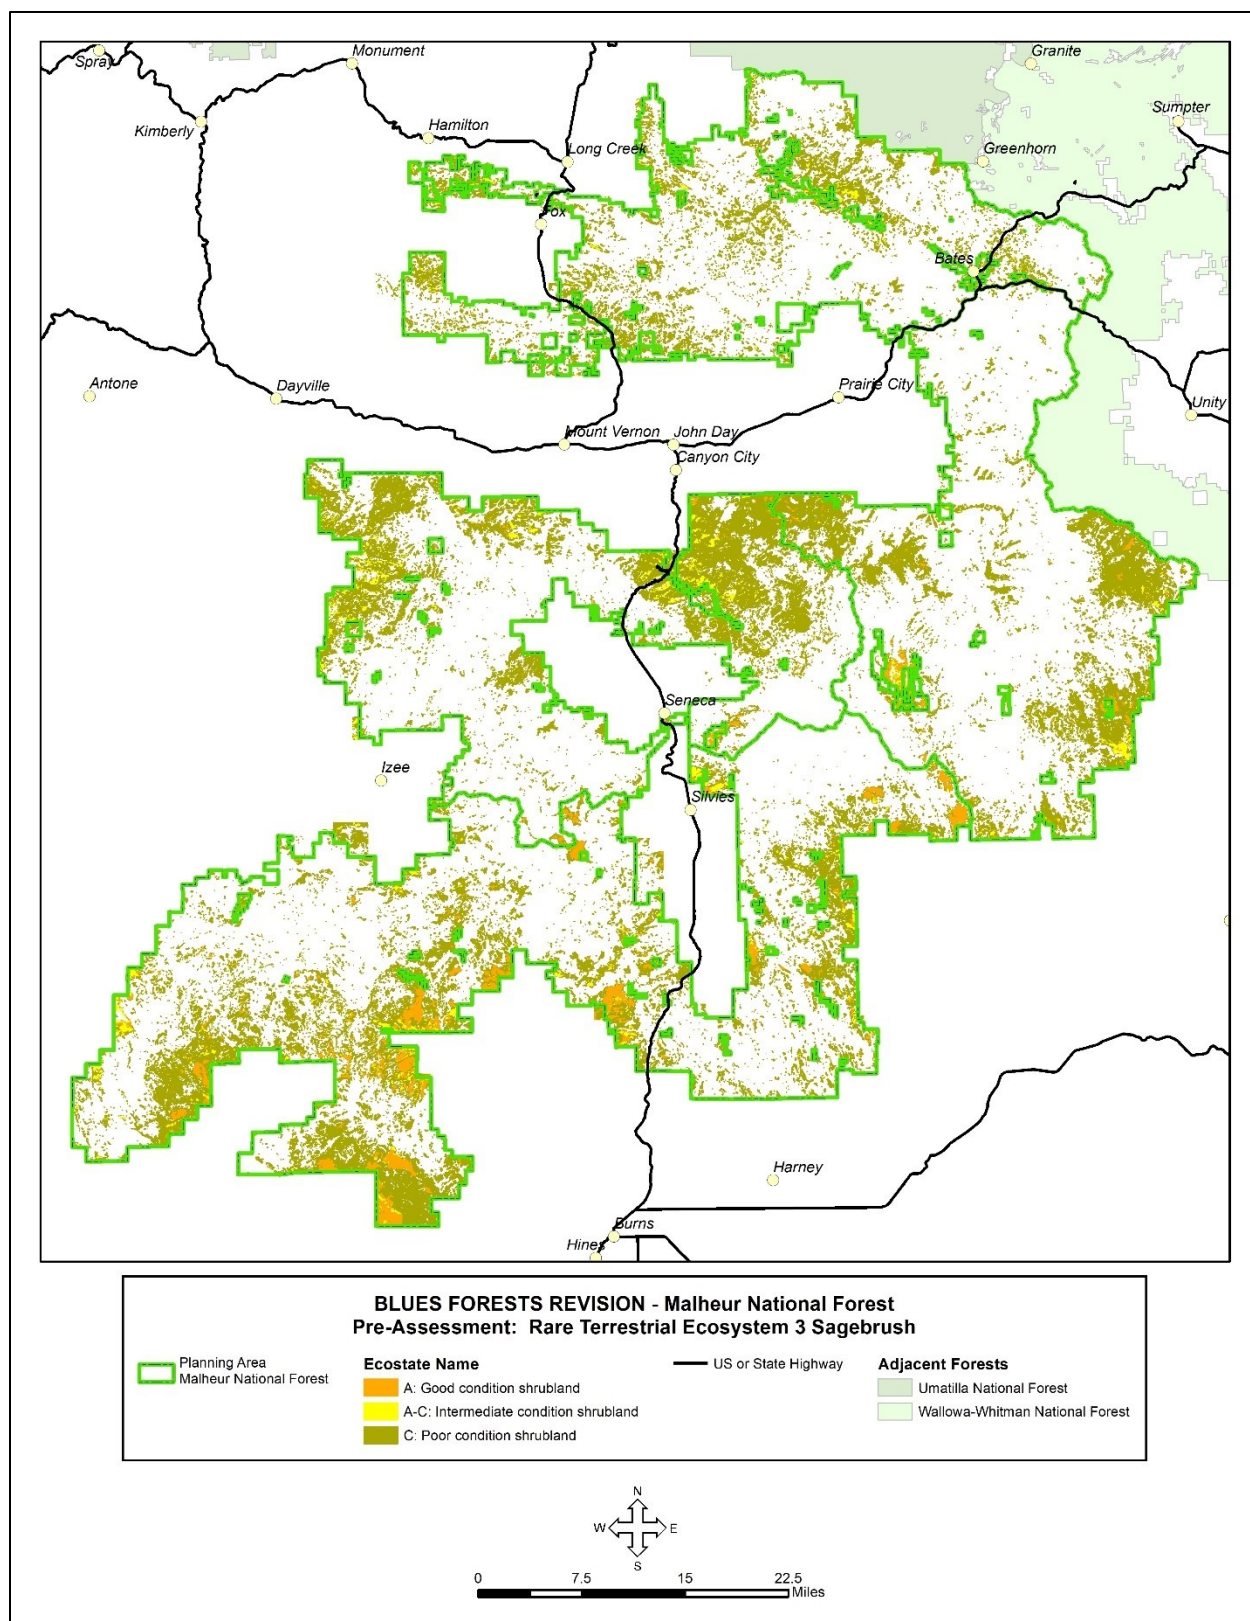 Monument
Granite
Spray
Sumpter
Kimberly
Hamilton
Long Creek
Greenhorn
Fox
Bates
Antone
Dayville
Prairie City
Unity
Mount Vernon
John Day
Canyon City
Seneca
Izee
Silvies
Harney
Burns
Hines
BLUES FORESTS REVISION - Malheur National Forest
Pre-Assessment: Rare Terrestrial Ecosystem 3 Sagebrush
Planning Area
Malheur National Forest
Ecostate Name
A: Good condition shrubland
A-C: Intermediate condition shrubland
C: Poor condition shrubland
US or State Highway
Adjacent Forests
Umatilla National Forest
Wallowa-Whitman National Forest
N
W E
S
0 7.5 15 22.5
Miles